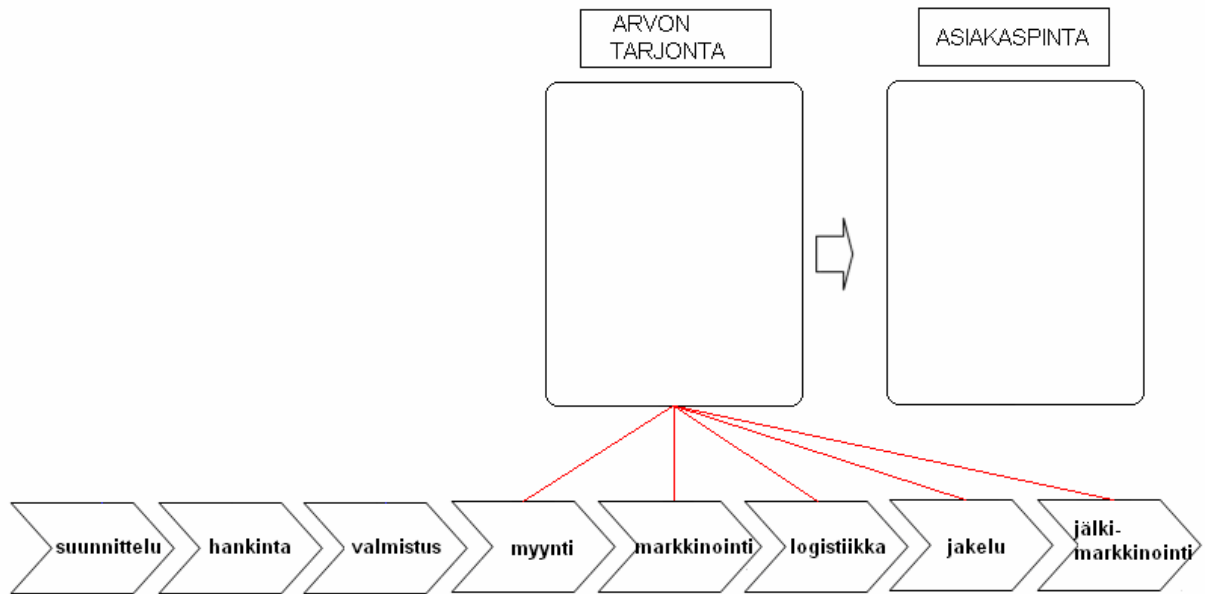 ARVON
TARJONTA
ASIAKASPINTA
suunnittelu
hankinta
valmistus
myynti
markkinointi
logistiikka
jakelu
jälki-
markkinointi